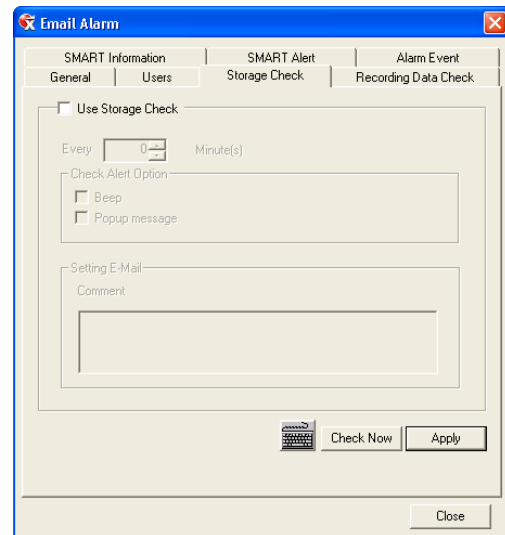 Email Alarm
SMART Information SMART Alert Alarm Event
General Users Storage Check Recording Data Check
Use Storage Check
Every 0 Minute(s)
Check Alert Option
Beep
Popup message
Setting E-Mail
Comment
Check Now Apply
Close